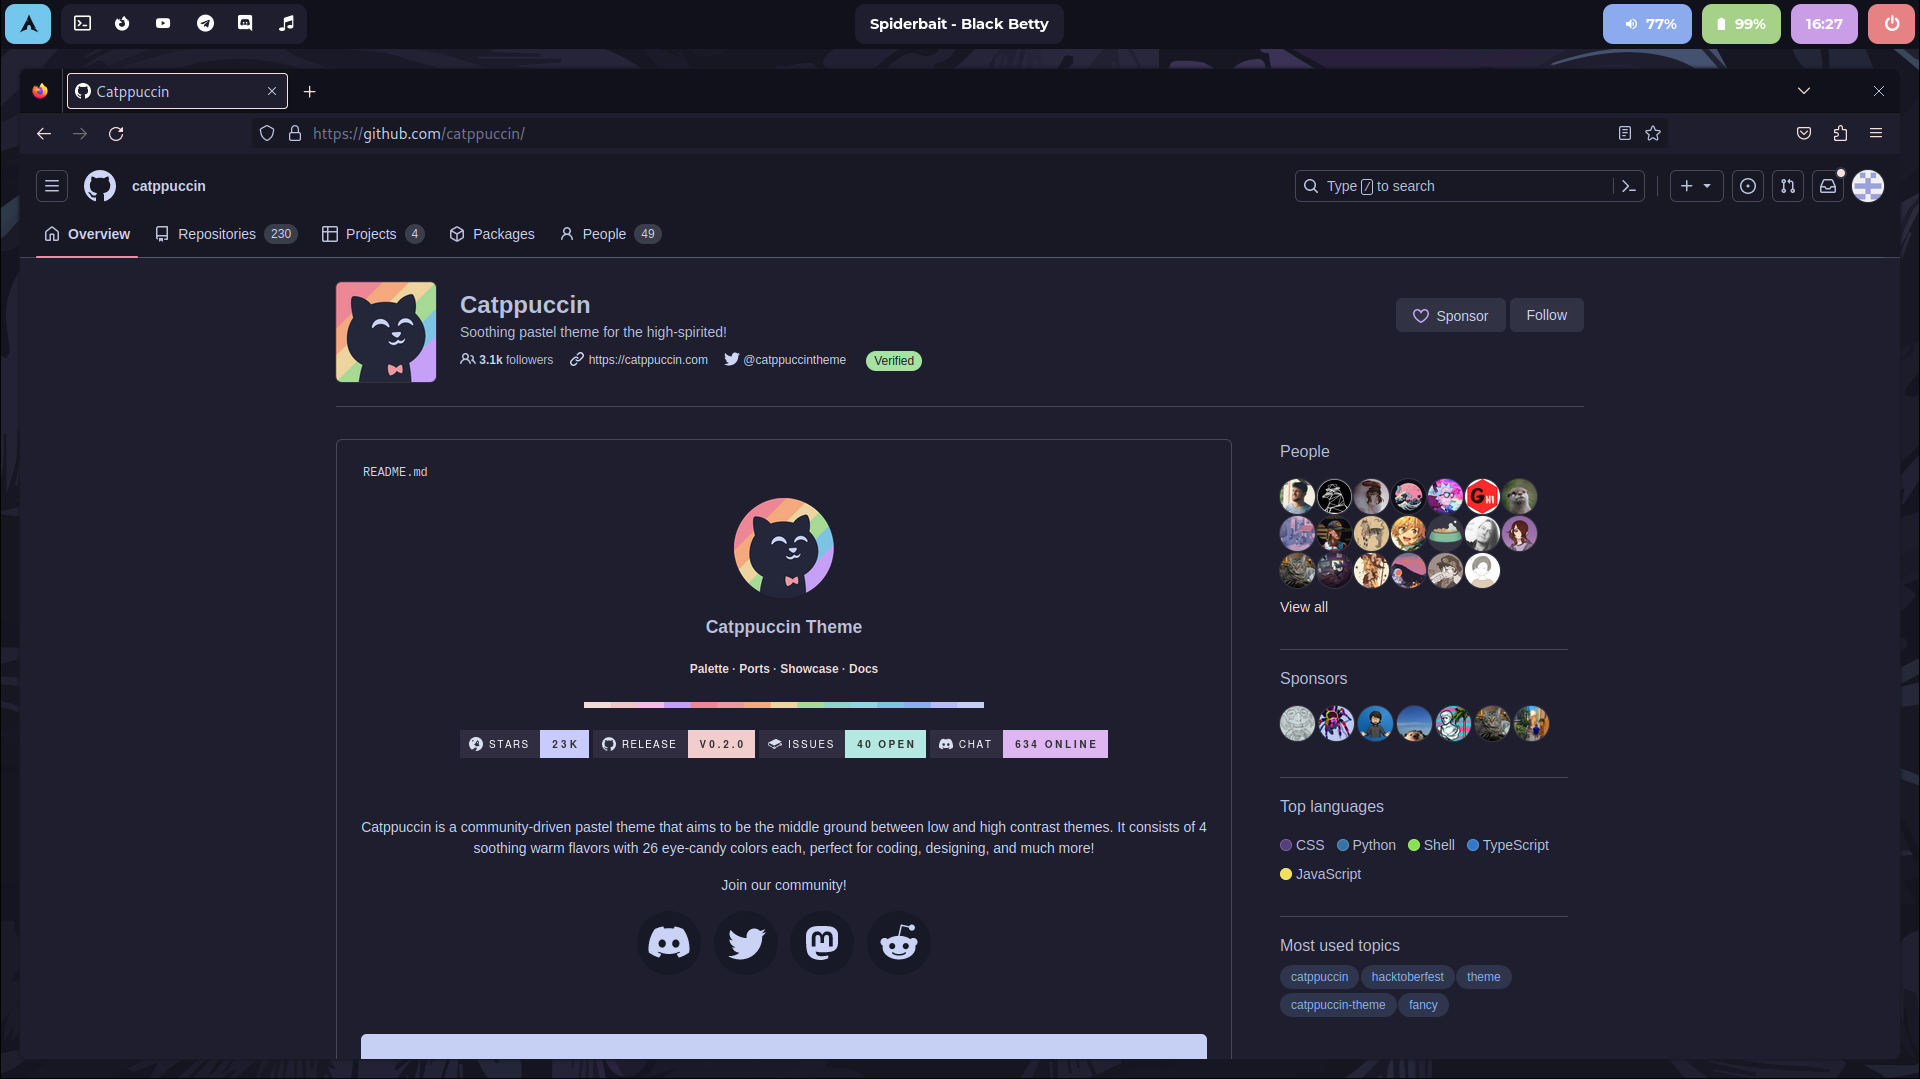 Spiderbait - Black Betty
77%
99%
16:27
Catppuccin
https://github.com/catppuccin/
catppuccin
Type / to search
Overview
Repositories 230
Projects 4
Packages
People 49
Catppuccin
Soothing pastel theme for the high-spirited!
3.1k followers
https://catppuccin.com
@catppuccintheme
Verified
Sponsor
Follow
README.md
Catppuccin Theme
Palette · Ports · Showcase · Docs
STARS 23K
RELEASE V0.2.0
ISSUES 40 OPEN
CHAT 634 ONLINE
Catppuccin is a community-driven pastel theme that aims to be the middle ground between low and high contrast themes. It consists of 4
soothing warm flavors with 26 eye-candy colors each, perfect for coding, designing, and much more!
Join our community!
People
View all
Sponsors
Top languages
CSS Python Shell TypeScript
JavaScript
Most used topics
catppuccin hacktoberfest theme
catppuccin-theme fancy